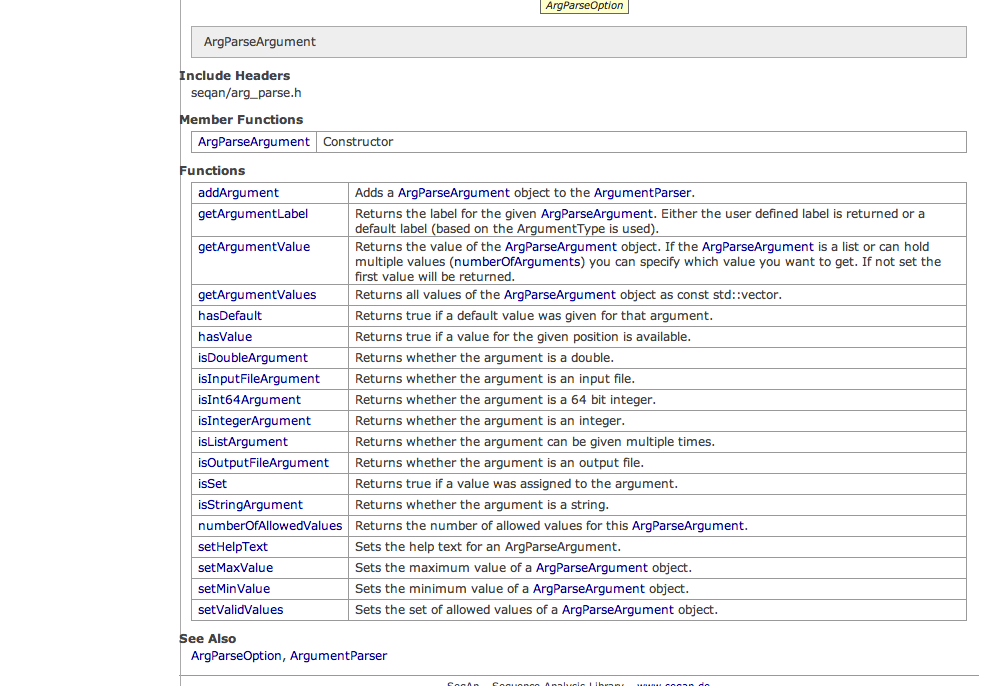 ArgParseOption
ArgParseArgument
Include Headers
seqan/arg_parse.h
Member Functions
ArgParseArgument Constructor
Functions
addArgument Adds a ArgParseArgument object to the ArgumentParser.
getArgumentLabel Returns the label for the given ArgParseArgument. Either the user defined label is returned or a
default label (based on the ArgumentType is used).
getArgumentValue Returns the value of the ArgParseArgument object. If the ArgParseArgument is a list or can hold
multiple values (numberOfArguments) you can specify which value you want to get. If not set the
first value will be returned.
getArgumentValues Returns all values of the ArgParseArgument object as const std::vector.
hasDefault Returns true if a default value was given for that argument.
hasValue Returns true if a value for the given position is available.
isDoubleArgument Returns whether the argument is a double.
isInputFileArgument Returns whether the argument is an input file.
isInt64Argument Returns whether the argument is a 64 bit integer.
isIntegerArgument Returns whether the argument is an integer.
isListArgument Returns whether the argument can be given multiple times.
isOutputFileArgument Returns whether the argument is an output file.
isSet Returns true if a value was assigned to the argument.
isStringArgument Returns whether the argument is a string.
numberOfAllowedValues Returns the number of allowed values for this ArgParseArgument.
setHelpText Sets the help text for an ArgParseArgument.
setMaxValue Sets the maximum value of a ArgParseArgument object.
setMinValue Sets the minimum value of a ArgParseArgument object.
setValidValues Sets the set of allowed values of a ArgParseArgument object.
See Also
ArgParseOption, ArgumentParser
SeqAn - Sequence Analysis Library - www.seqan.de